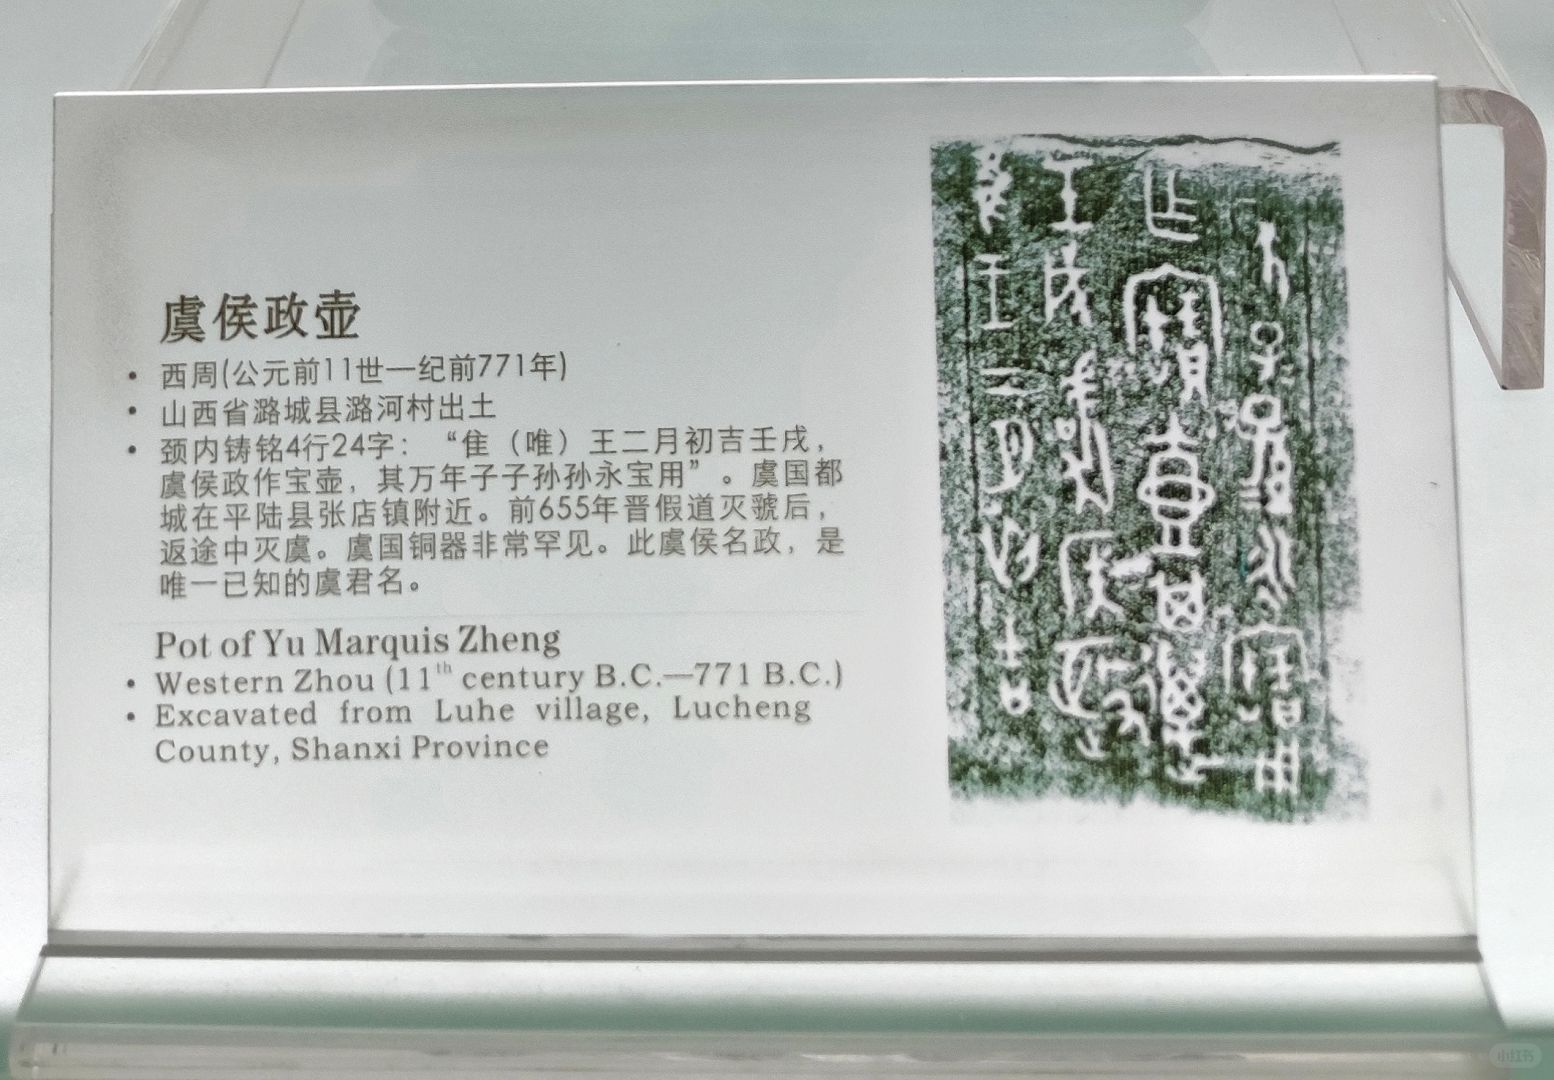 虞侯政壶
• 西周(公元前11世—纪前771年)
• 山西省潞城县潞河村出土
• 颈内铸铭4行24字：“隹（唯）王二月初吉壬戌，
虞侯政作宝壶，其万年子子孙孙永宝用”。虞国都
城在平陆县张店镇附近。前655年晋假道灭虢后，
返途中灭虞。虞国铜器非常罕见。此虞侯名政，是
唯一已知的虞君名。
Pot of Yu Marquis Zheng
• Western Zhou (11th century B.C.—771 B.C.)
• Excavated from Luhe village, Lucheng
County, Shanxi Province
小红书